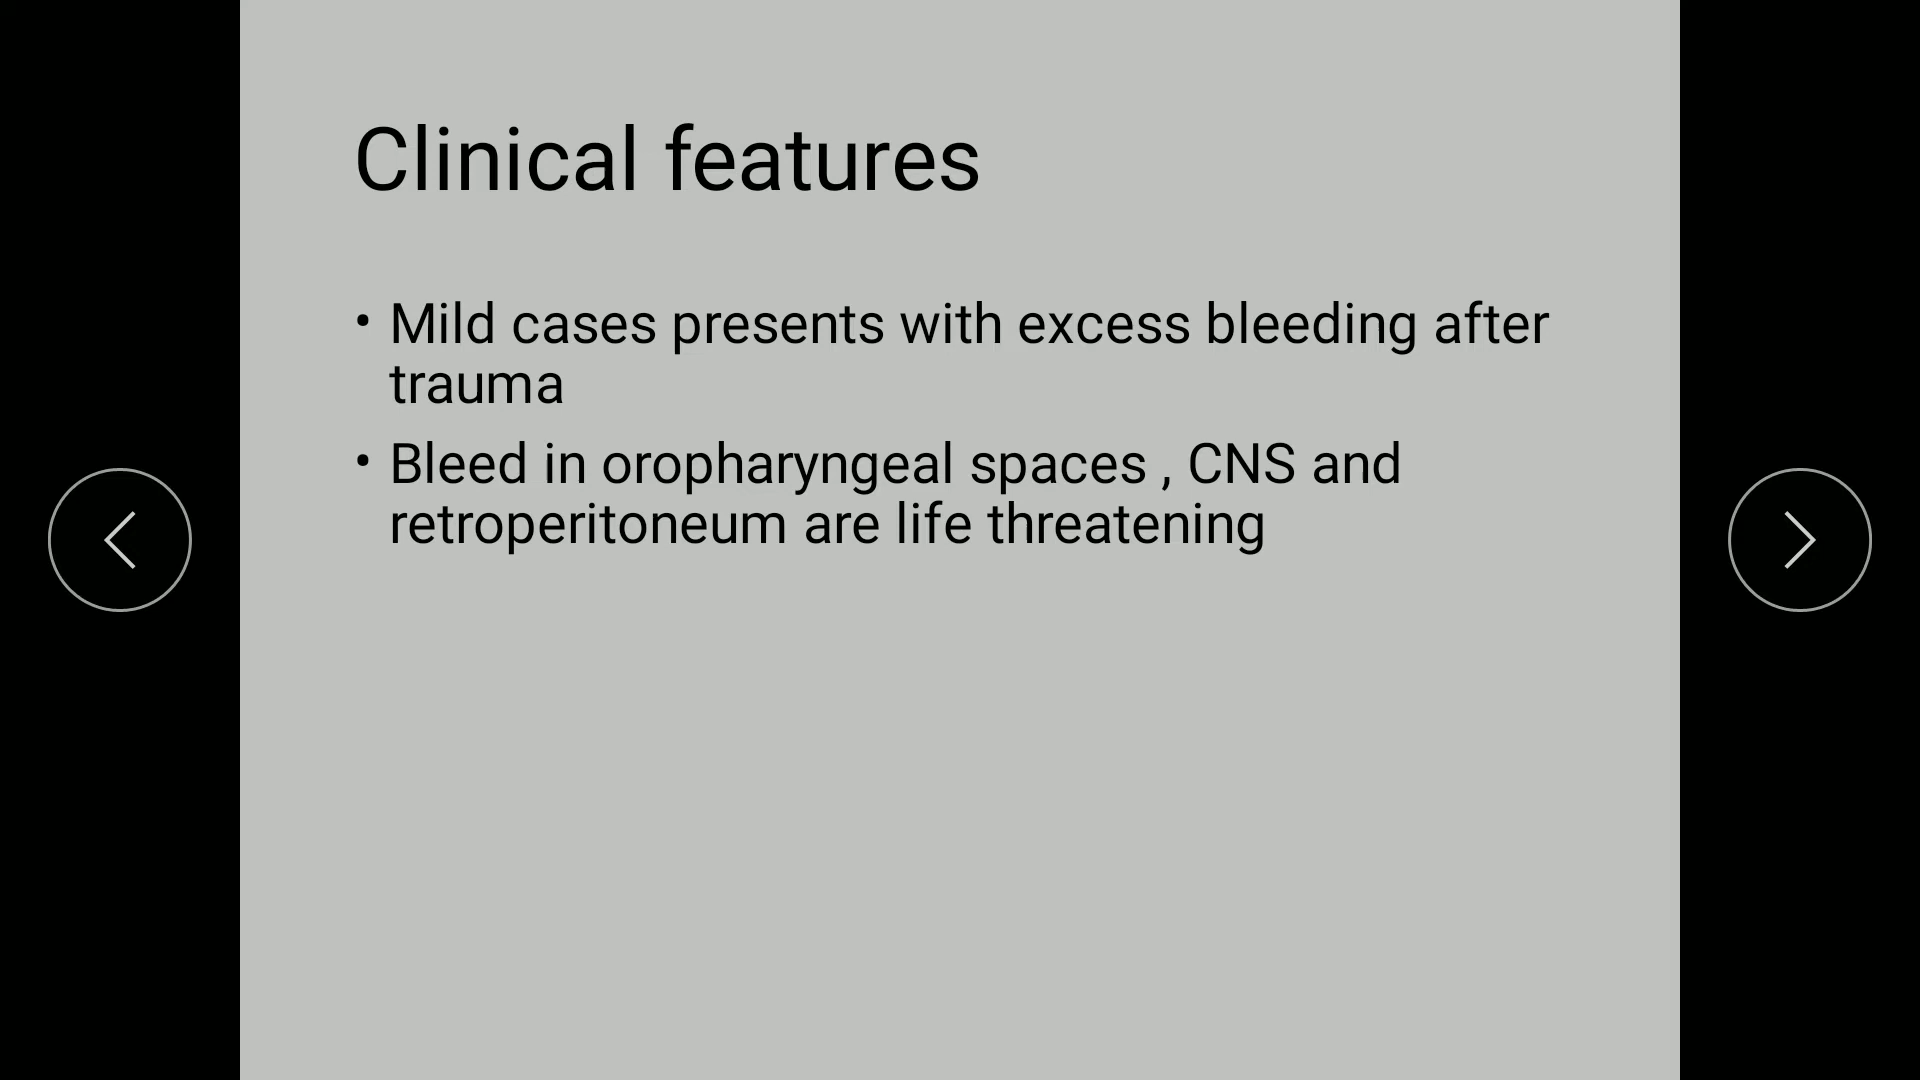 Clinical features
• Mild cases presents with excess bleeding after
trauma
• Bleed in oropharyngeal spaces , CNS and
retroperitoneum are life threatening